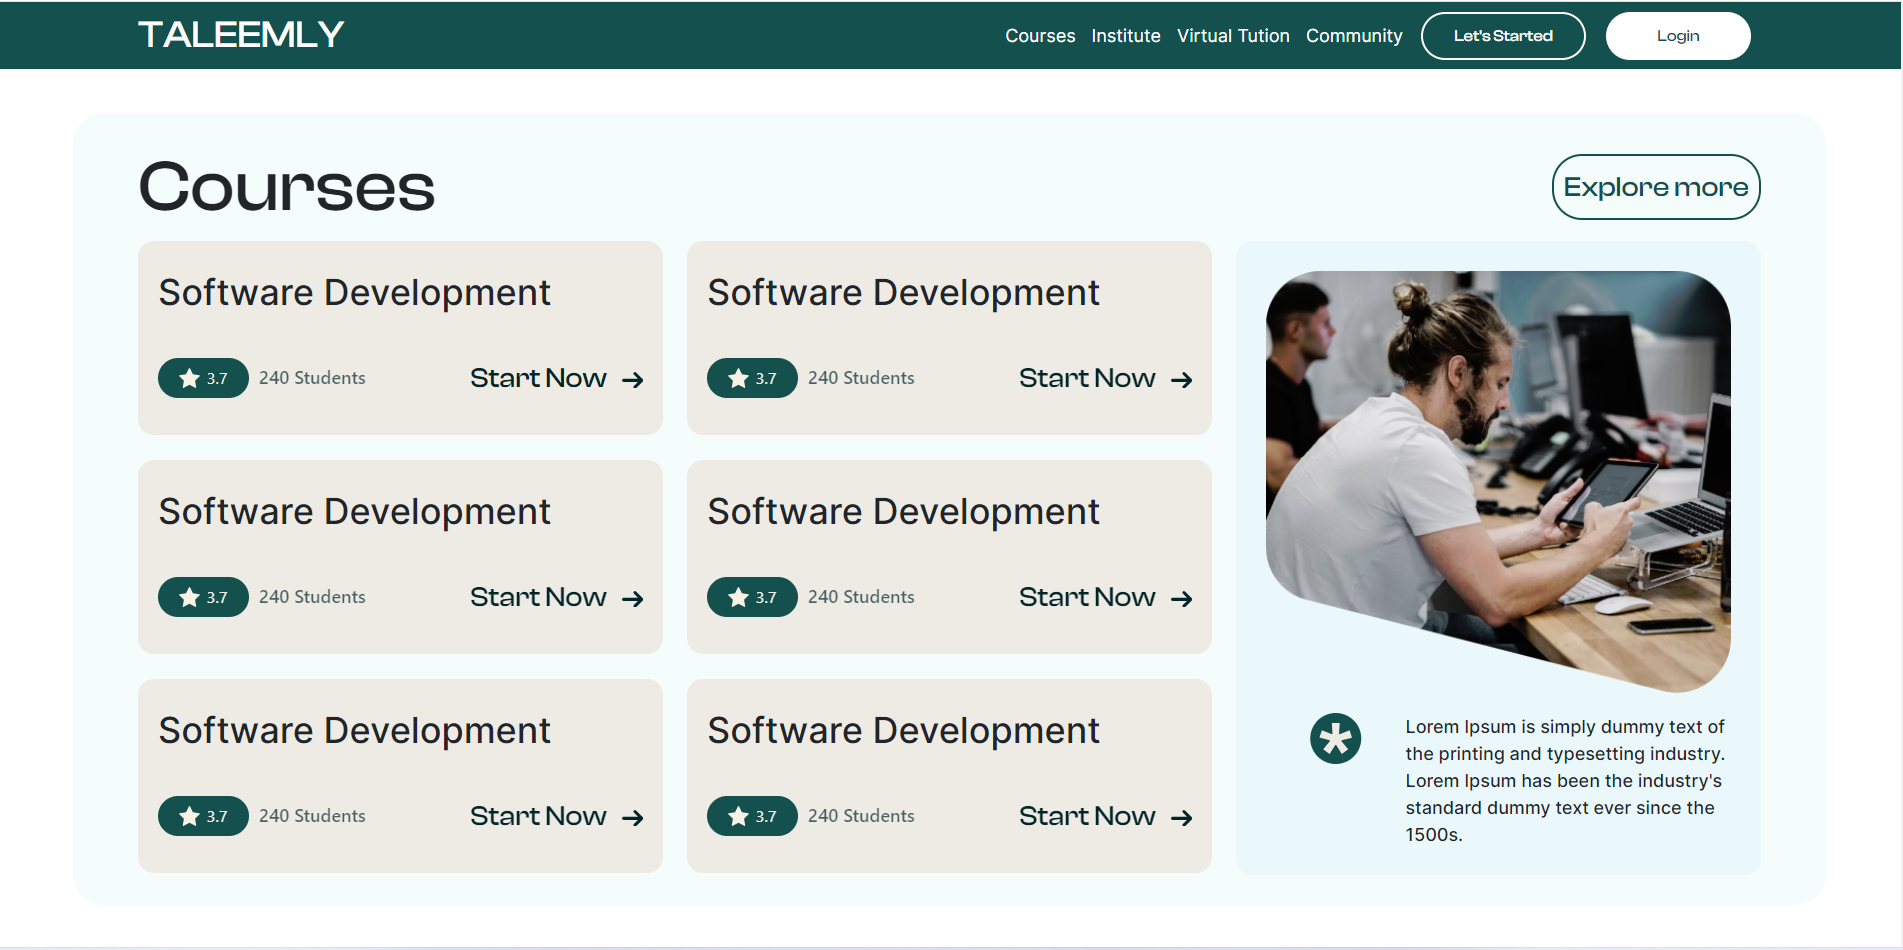 TALEEMLY
Courses Institute Virtual Tution Community Let's Started Login
Courses
Explore more
Software Development
3.7 240 Students Start Now →
Software Development
3.7 240 Students Start Now →
Software Development
3.7 240 Students Start Now →
Software Development
3.7 240 Students Start Now →
Software Development
3.7 240 Students Start Now →
Software Development
3.7 240 Students Start Now →
Lorem Ipsum is simply dummy text of
the printing and typesetting industry.
Lorem Ipsum has been the industry's
standard dummy text ever since the
1500s.